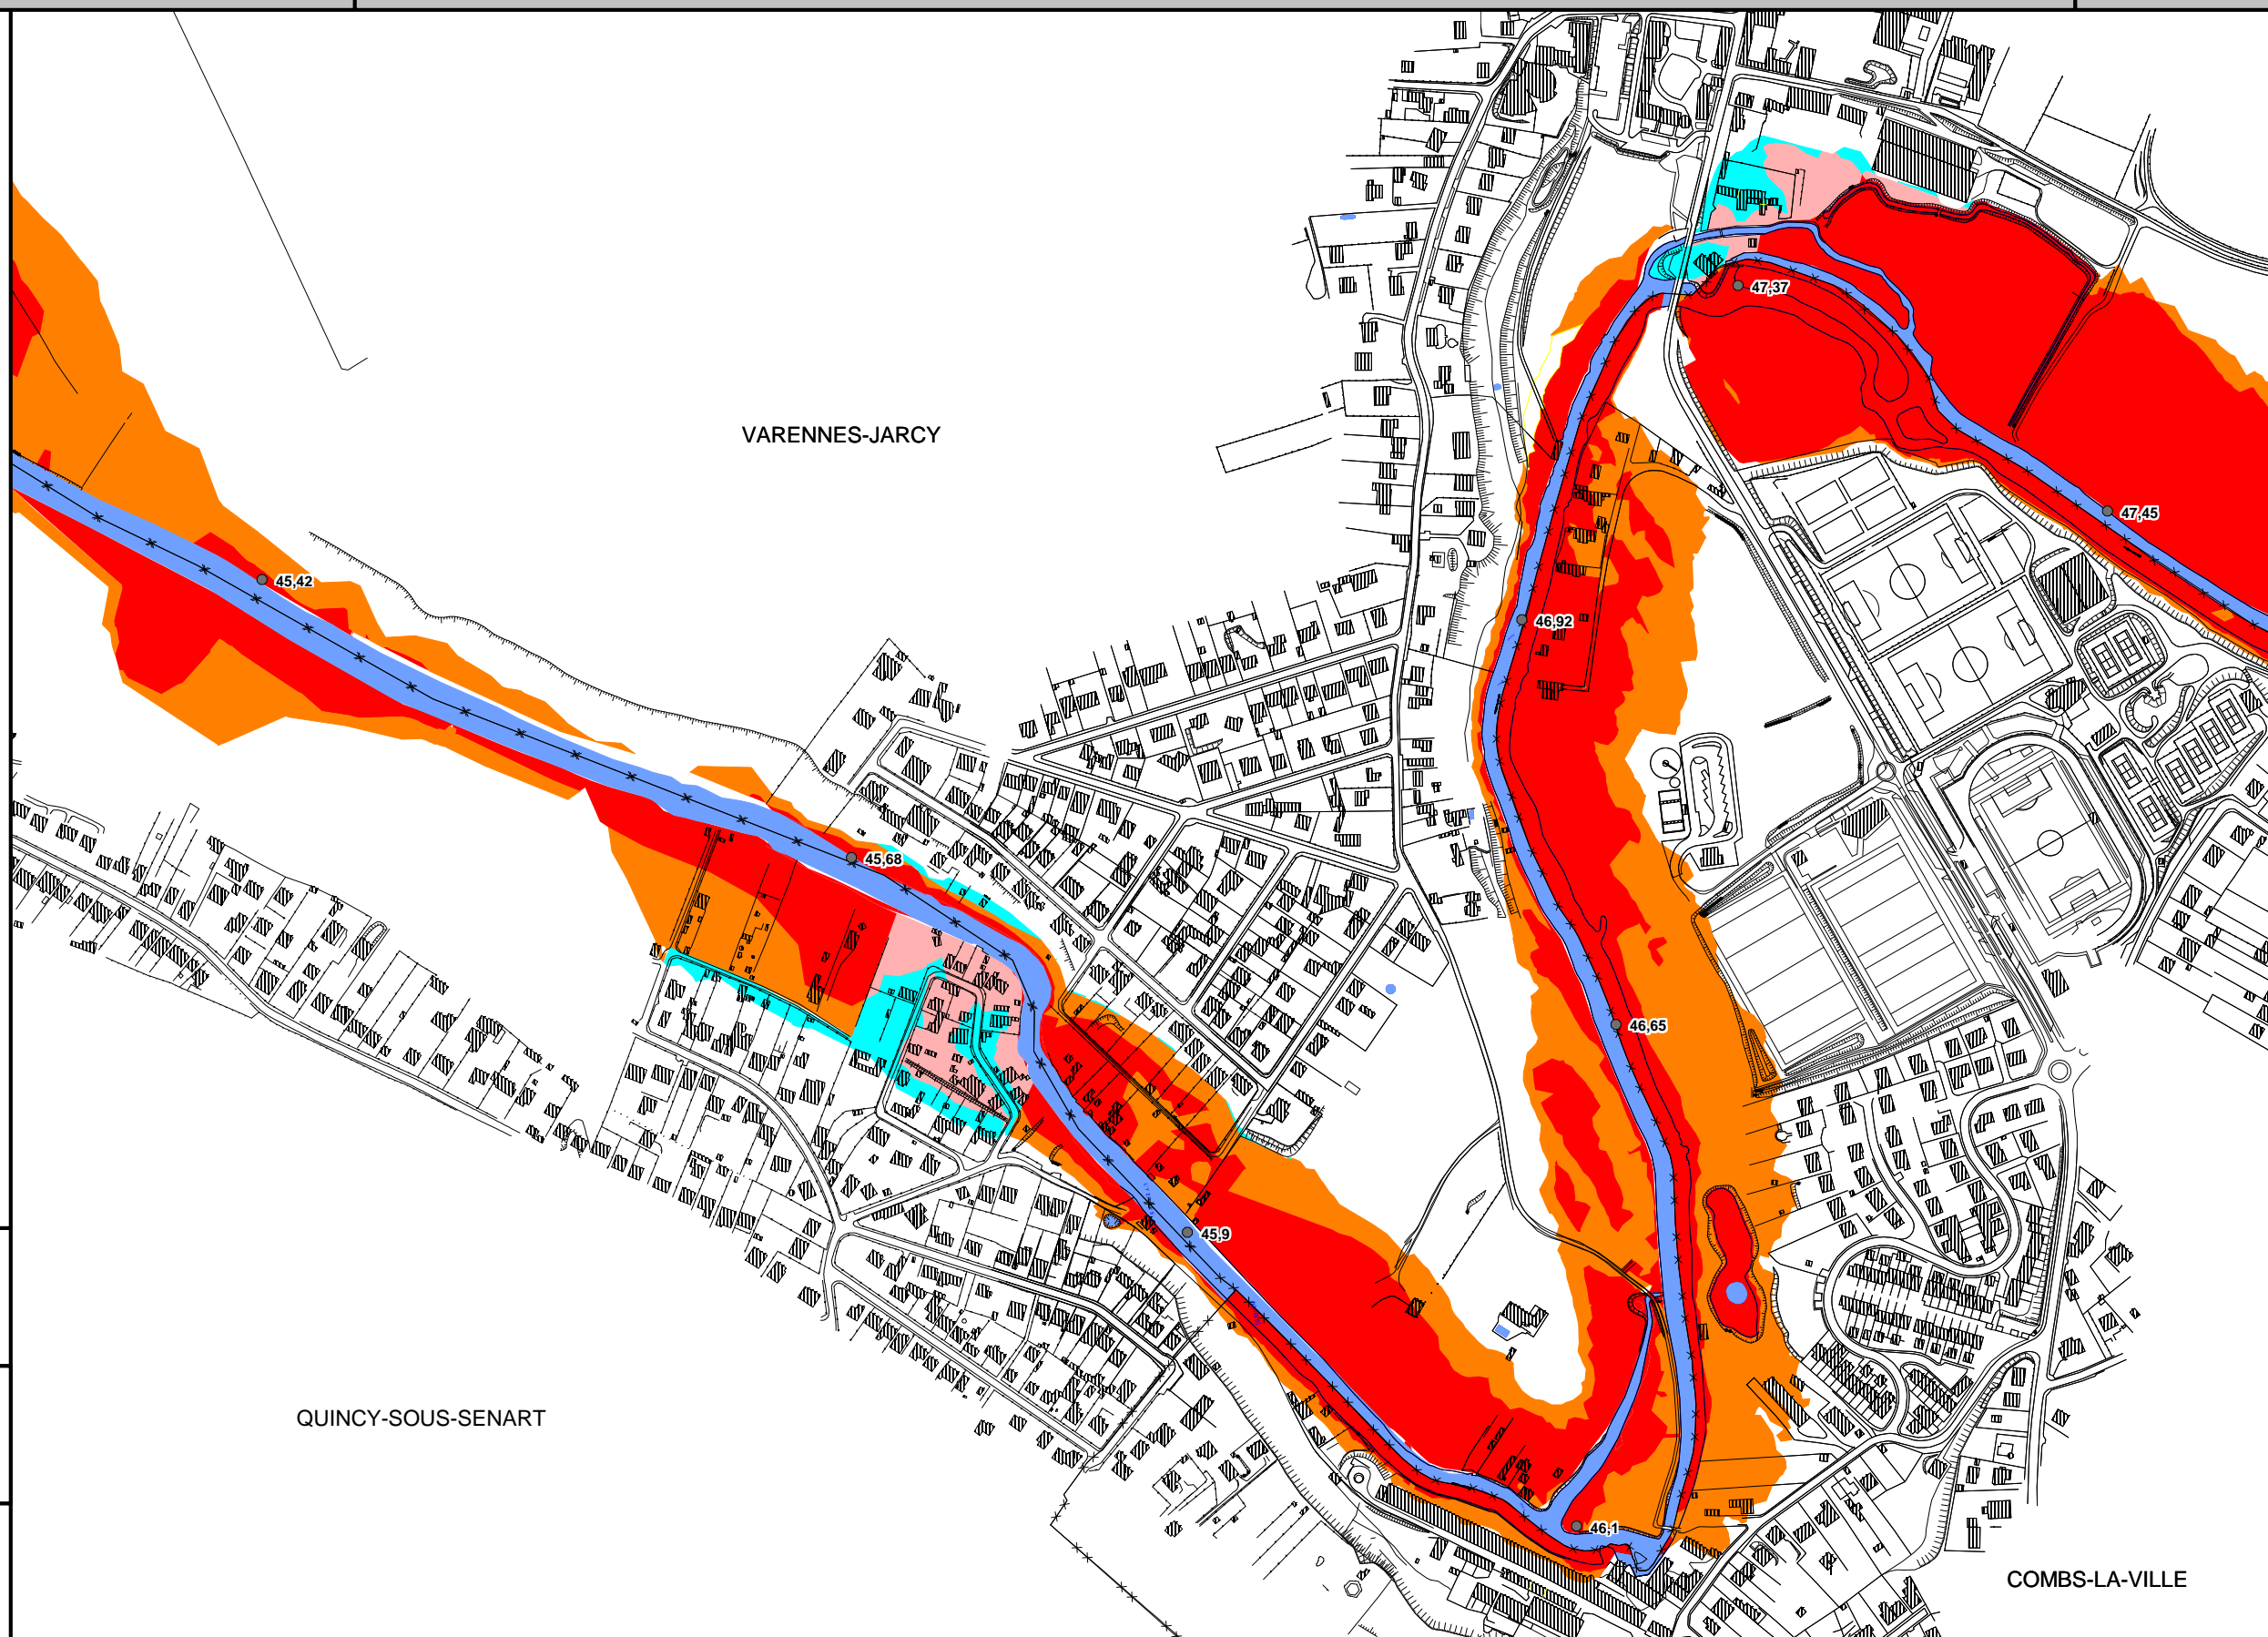 47,37
VARENNES-JARCY
47,45
45,42
46,92
45,68
46,65
45,9
QUINCY-SOUS-SENART
46,1
COMBS-LA-VILLE